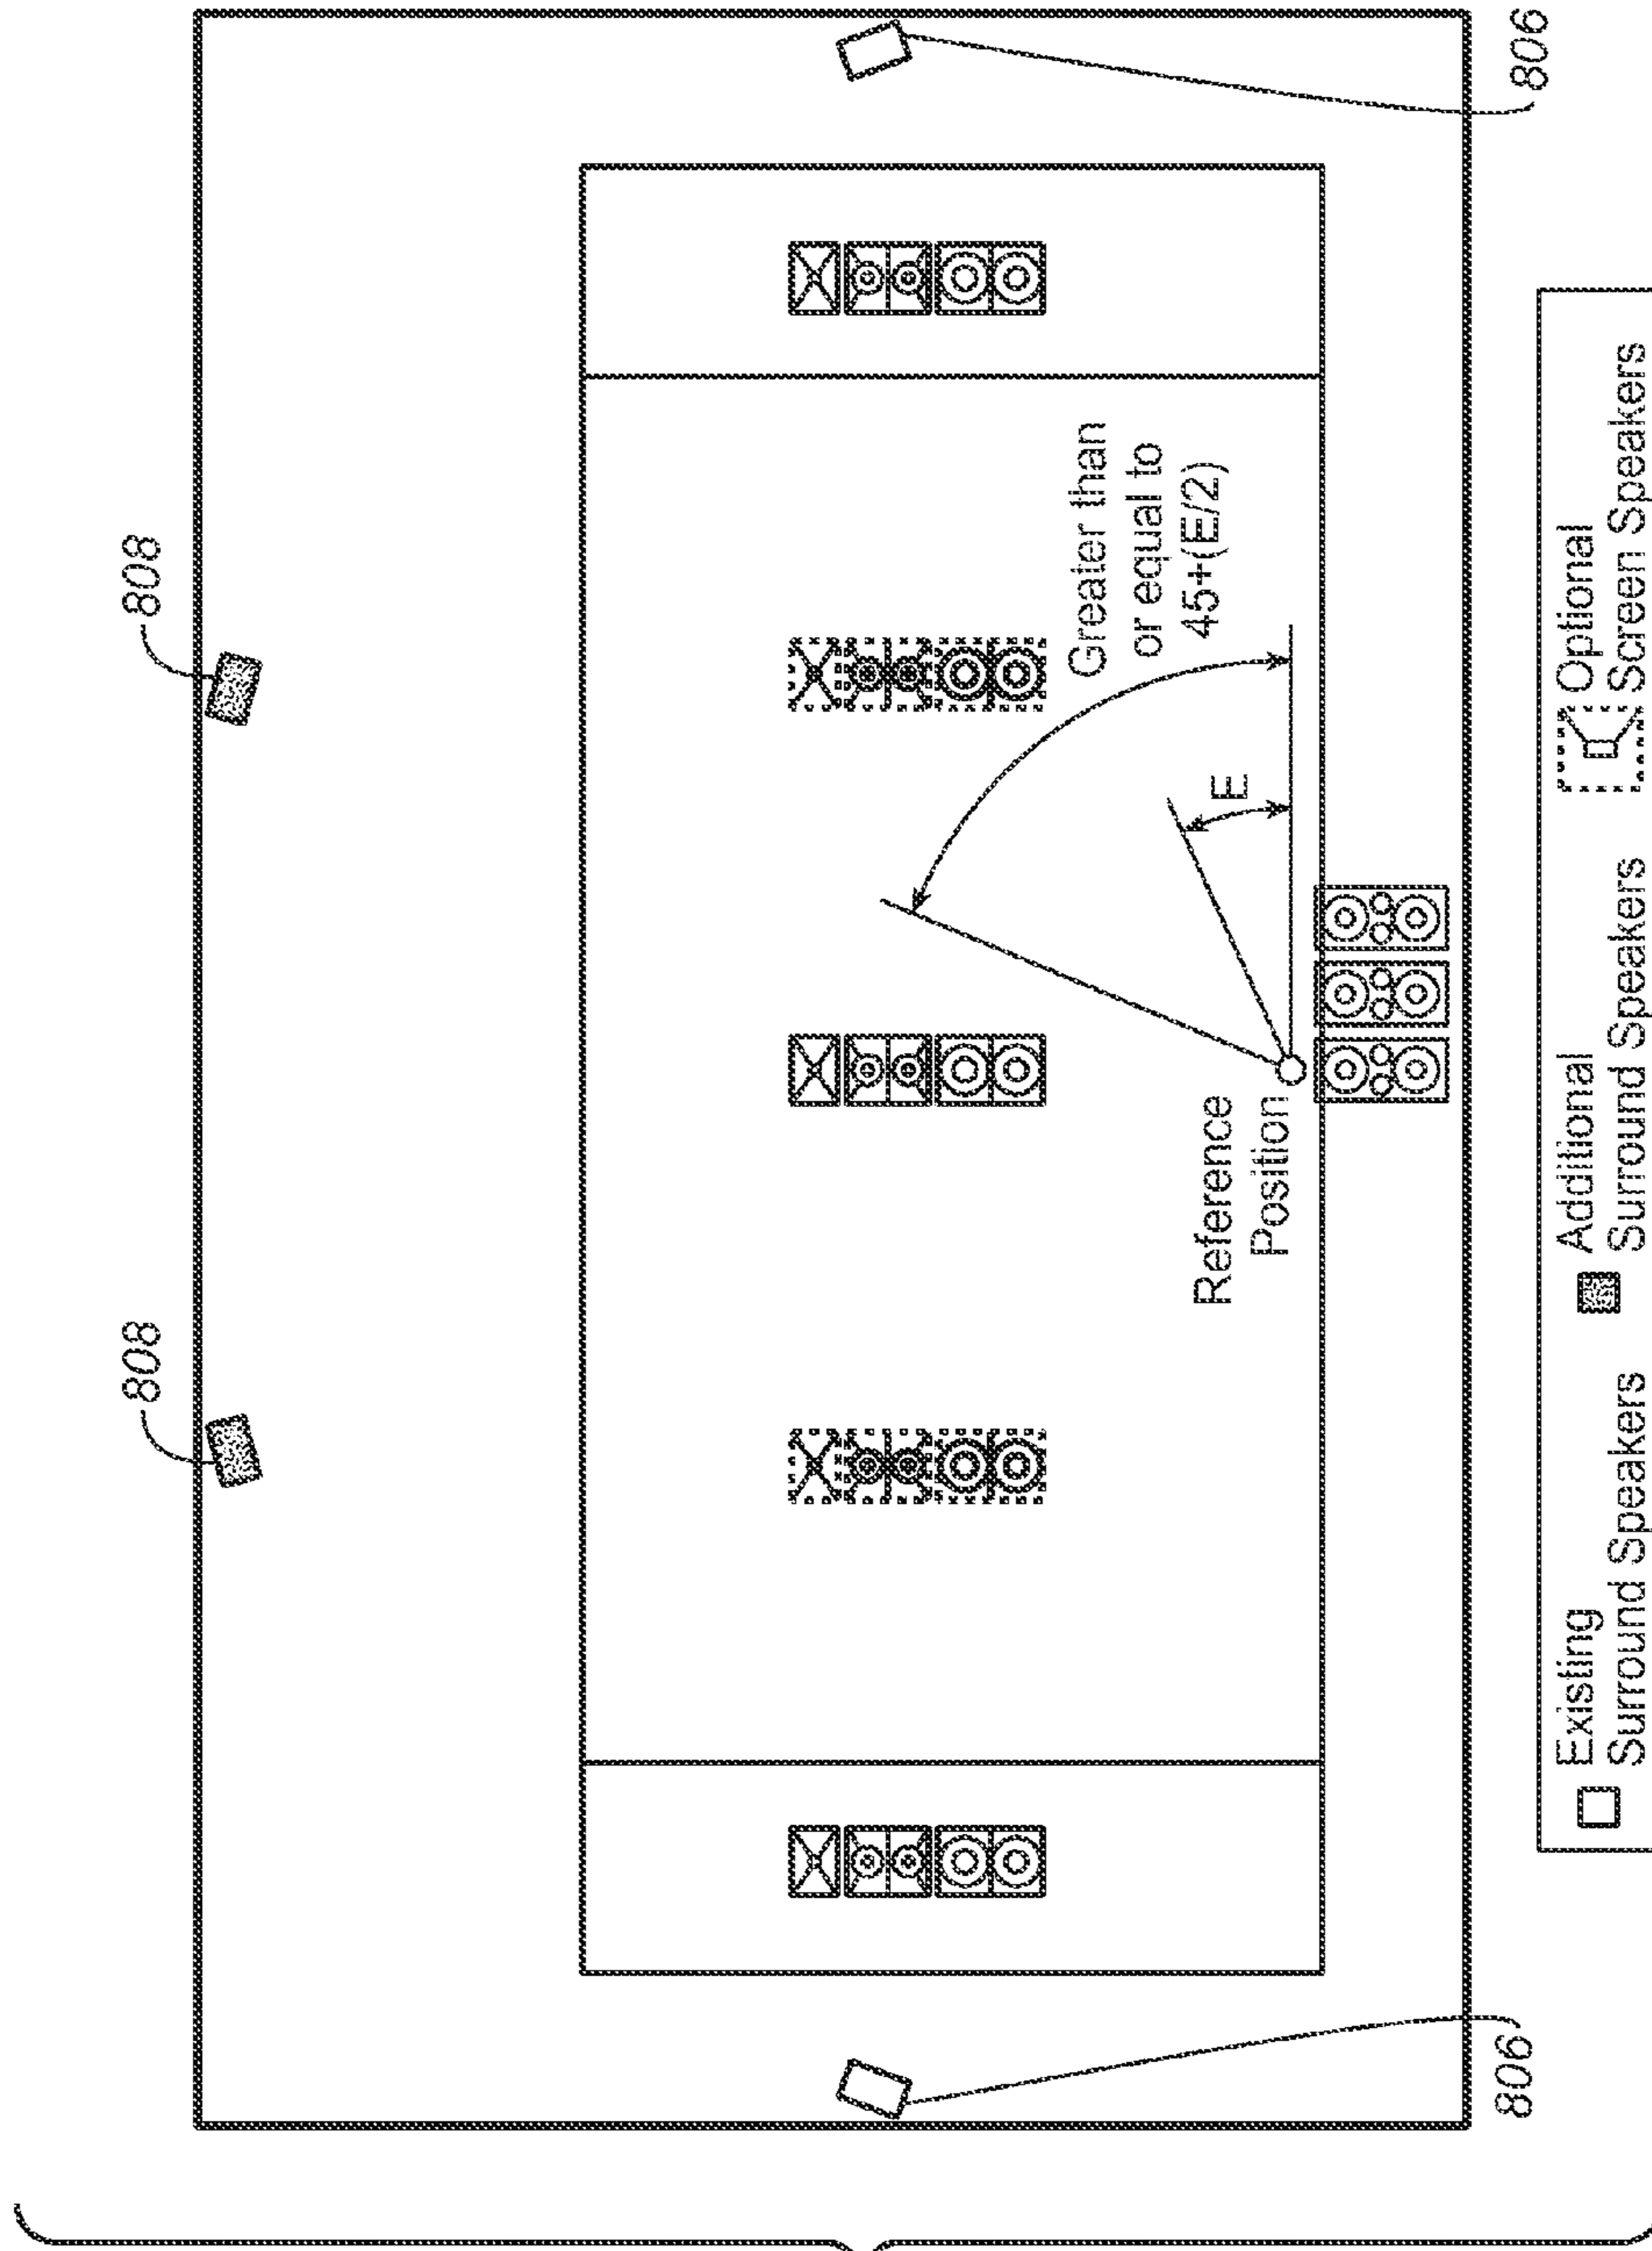 808
808
Greater than
or equal to
45+(E/2)
E
Reference
Position
806
806
Existing
Surround Speakers
Additional
Surround Speakers
Optional
Screen Speakers